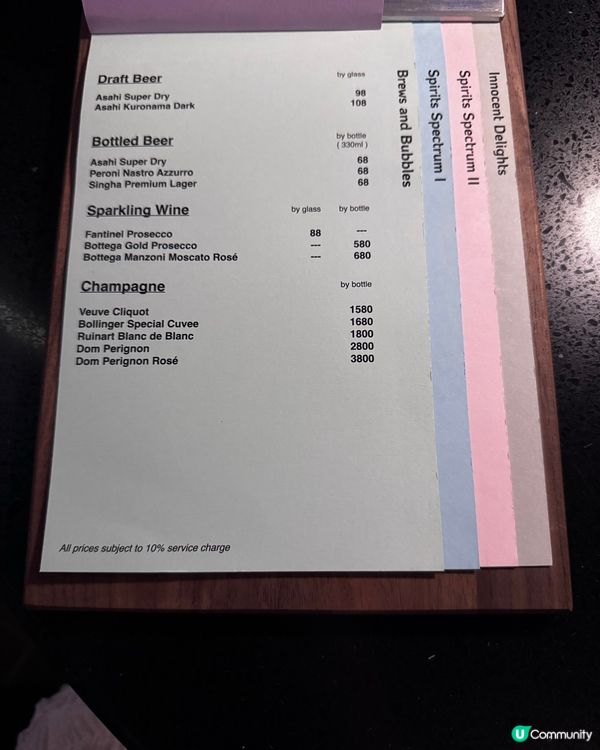 Draft Beer by glass
Asahi Super Dry 98
Asahi Kuronama Dark 108
Bottled Beer by bottle
( 330ml )
Asahi Super Dry 68
Peroni Nastro Azzurro 68
Singha Premium Lager 68
Sparkling Wine by glass by bottle
Fantinel Prosecco 88 ---
Bottega Gold Prosecco --- 580
Bottega Manzoni Moscato Rosé --- 680
Champagne by bottle
Veuve Cliquot 1580
Bollinger Special Cuvee 1680
Ruinart Blanc de Blanc 1800
Dom Perignon 2800
Dom Perignon Rosé 3800
All prices subject to 10% service charge
Brews and Bubbles
Spirits Spectrum I
Spirits Spectrum II
Innocent Delights
U Community